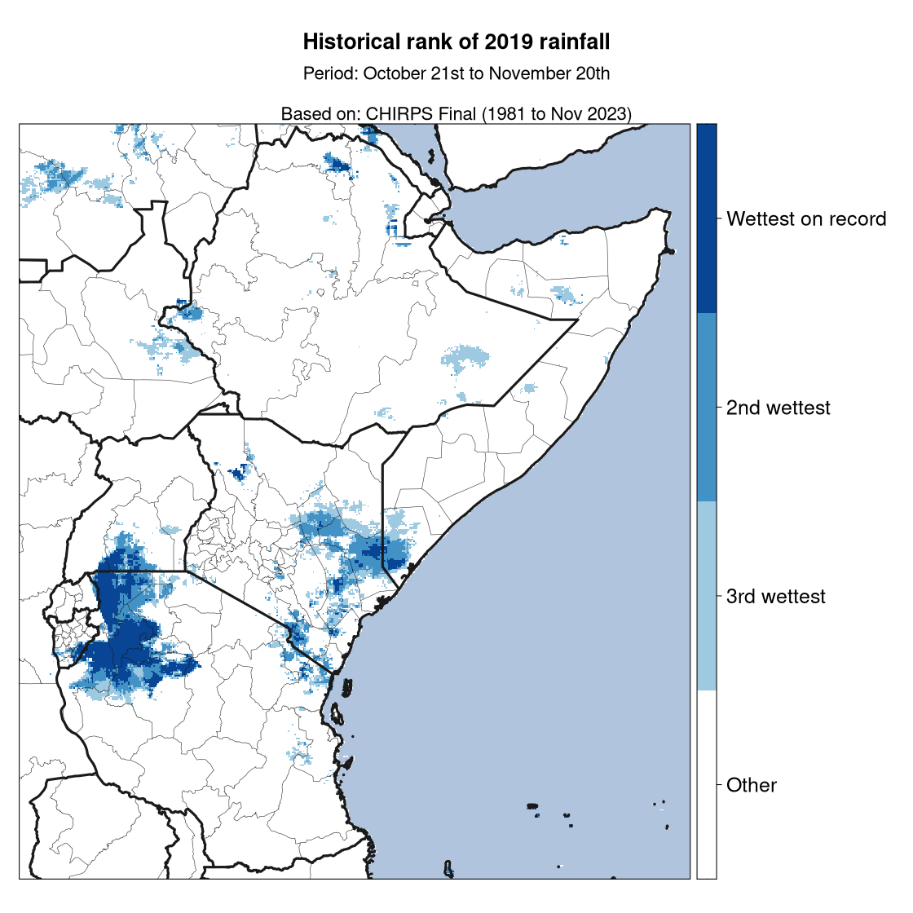 Historical rank of 2019 rainfall
Period: October 21st to November 20th
Based on: CHIRPS Final (1981 to Nov 2023)
Wettest on record
2nd wettest
3rd wettest
Other